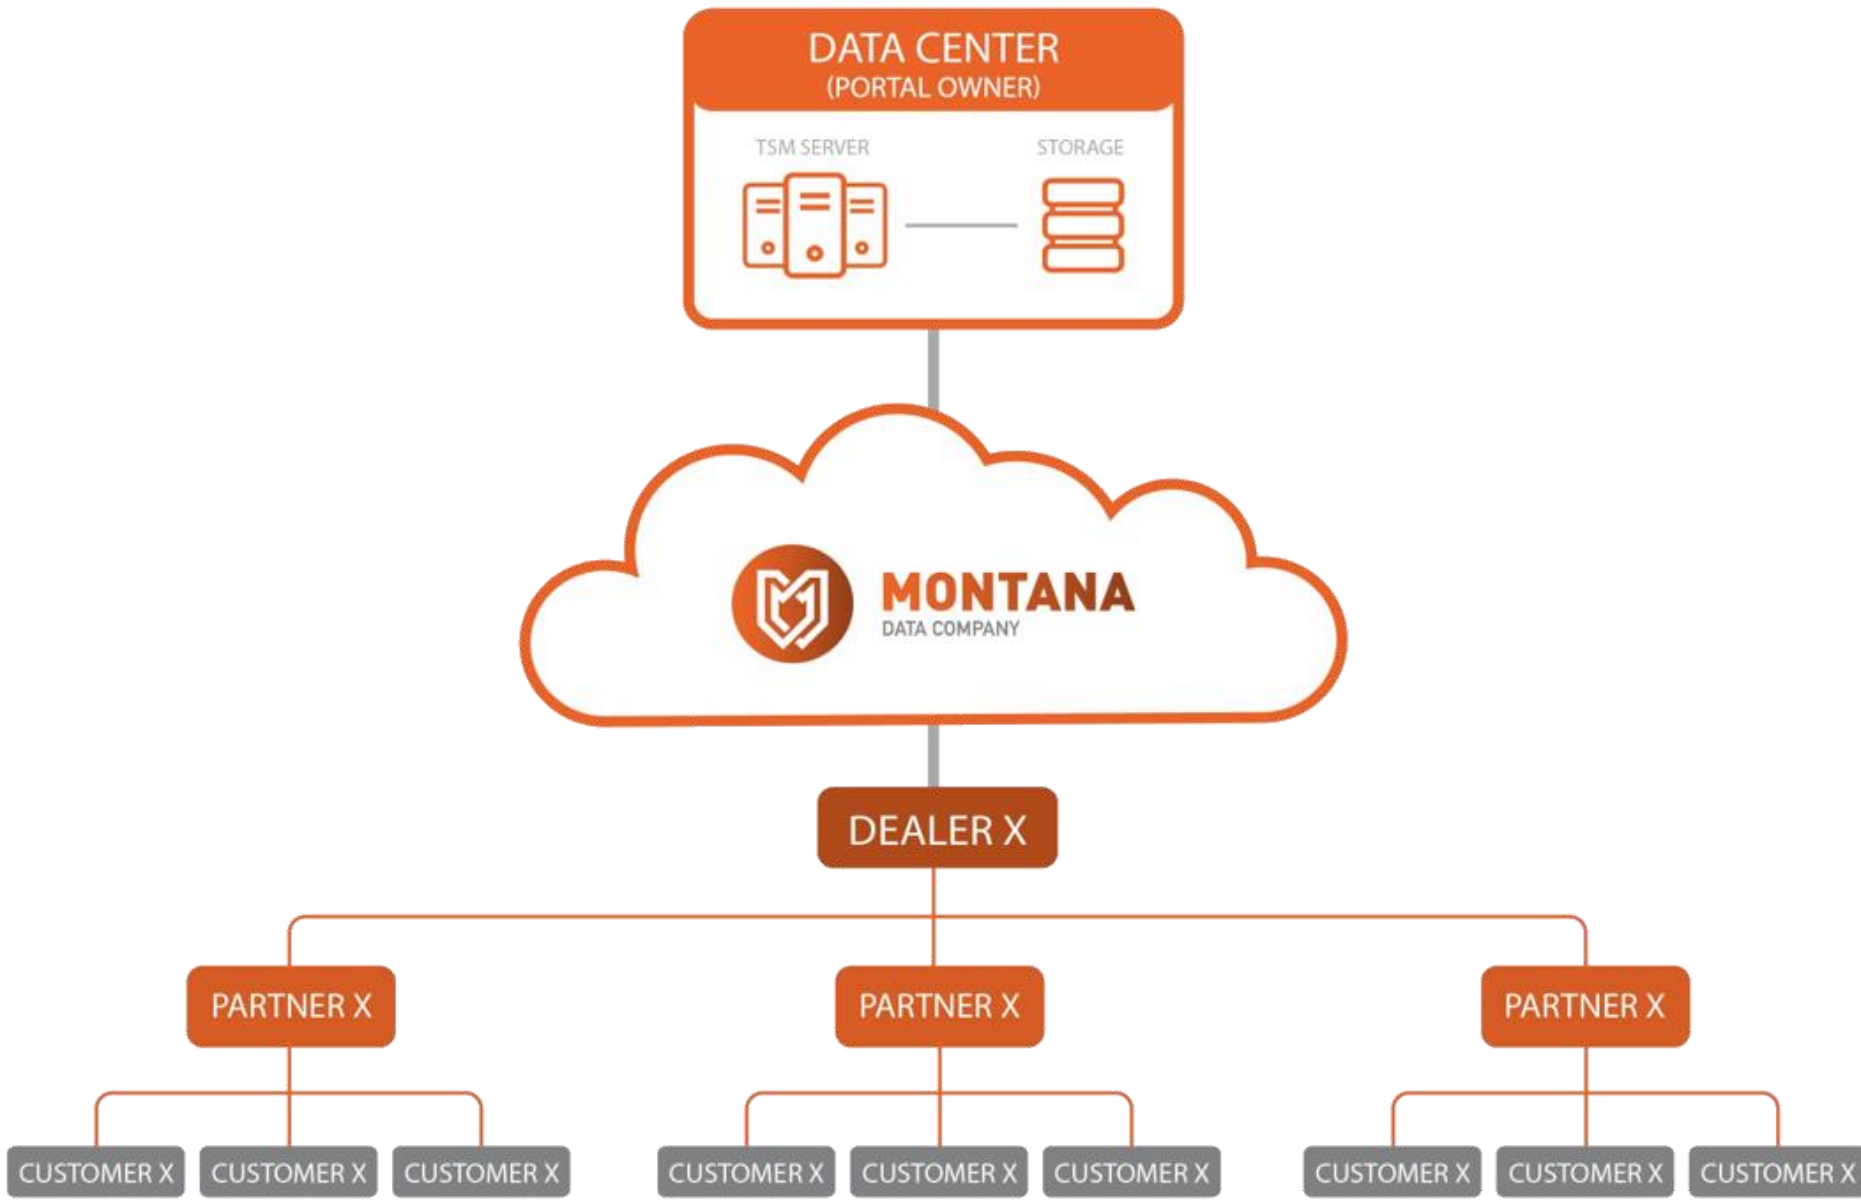 DATA CENTER
(PORTAL OWNER)
TSM SERVER
STORAGE
MONTANA
DATA COMPANY
DEALER X
PARTNER X
PARTNER X
PARTNER X
CUSTOMER X
CUSTOMER X
CUSTOMER X
CUSTOMER X
CUSTOMER X
CUSTOMER X
CUSTOMER X
CUSTOMER X
CUSTOMER X